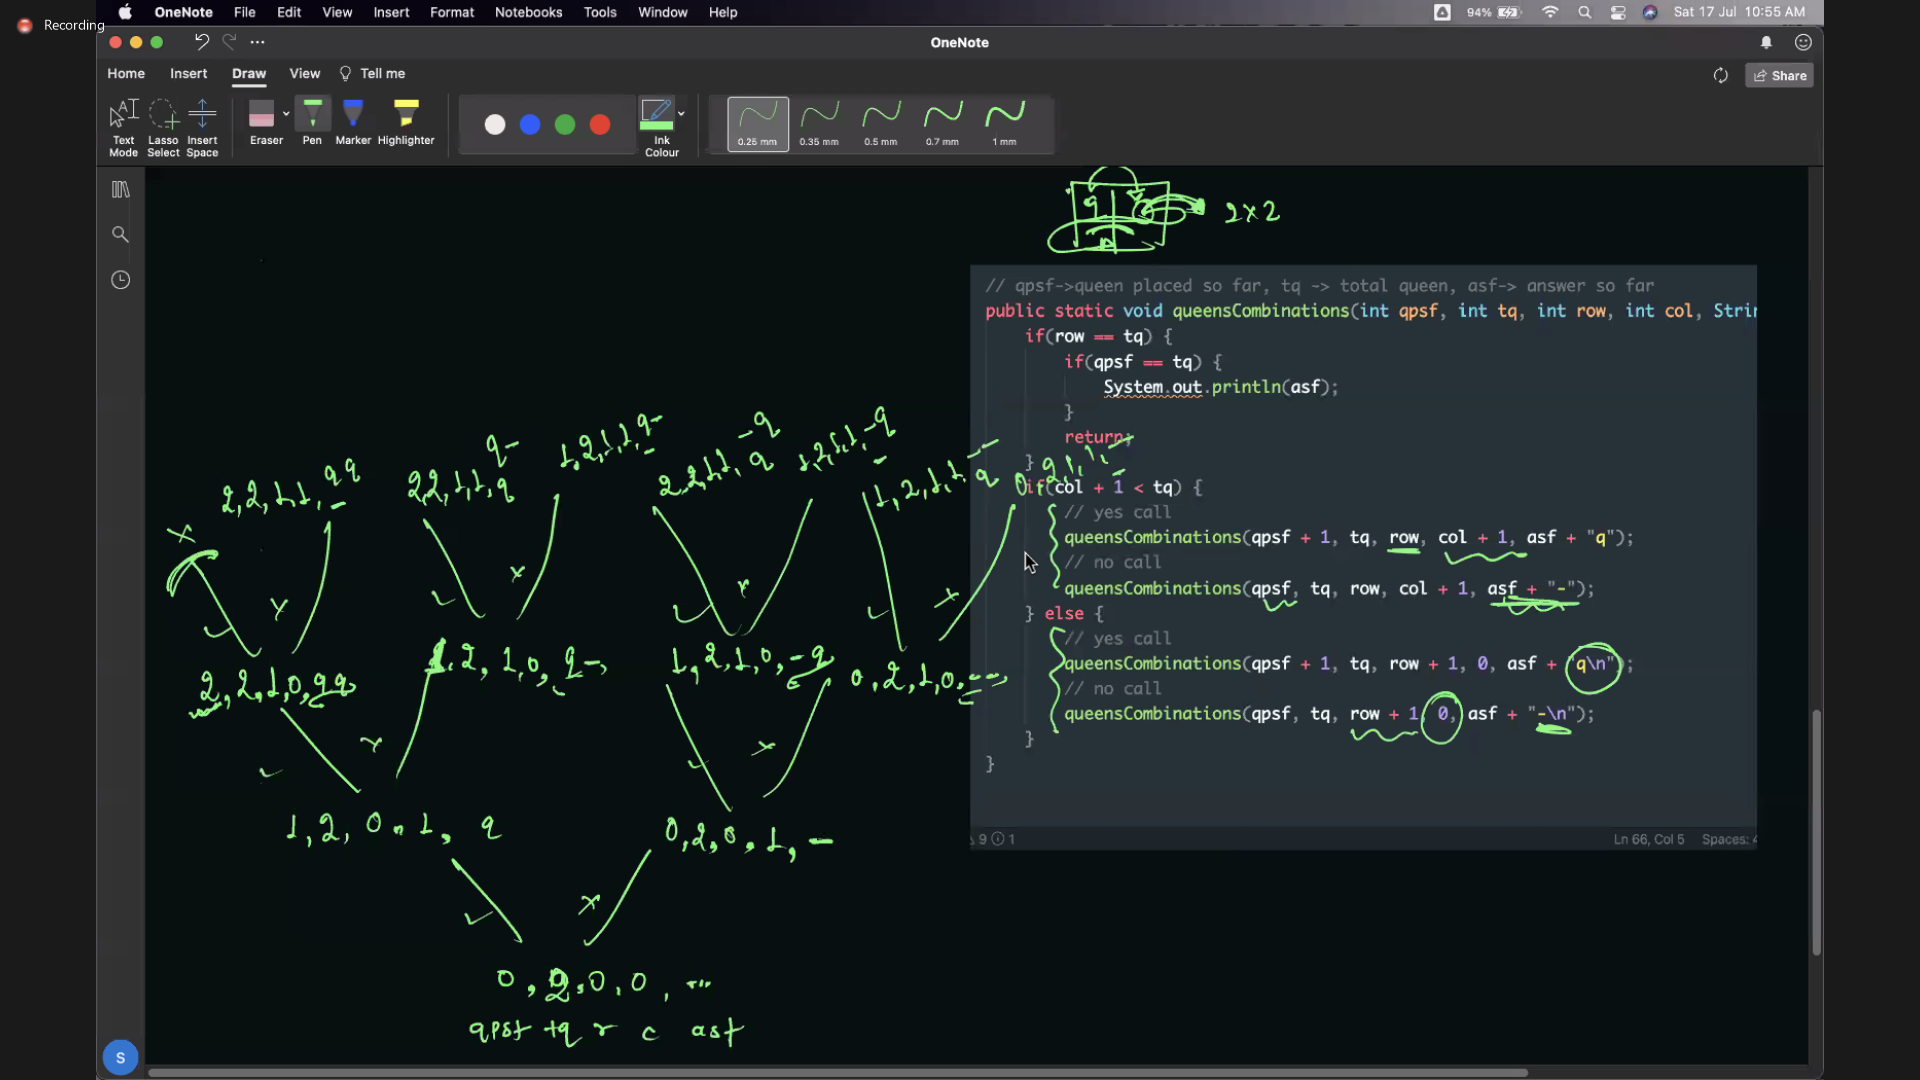 Recording
OneNote File Edit View Insert Format Notebooks Tools Window Help
94% Sat 17 Jul 10:55 AM
OneNote
Home Insert Draw View Tell me
Share
Text Mode
Lasso Select
Insert Space
Eraser
Pen
Marker
Highlighter
Ink Colour
0.25 mm
0.35 mm
0.5 mm
0.7 mm
1 mm
q
2x2
// qpsf->queen placed so far, tq -> total queen, asf-> answer so far
public static void queensCombinations(int qpsf, int tq, int row, int col, Strin
if(row == tq) {
if(qpsf == tq) {
System.out.println(asf);
}
return;
}
if(col + 1 < tq) {
// yes call
queensCombinations(qpsf + 1, tq, row, col + 1, asf + "q");
// no call
queensCombinations(qpsf, tq, row, col + 1, asf + "-");
} else {
// yes call
queensCombinations(qpsf + 1, tq, row + 1, 0, asf + "q\n");
// no call
queensCombinations(qpsf, tq, row + 1, 0, asf + "-\n");
}
}
9 1
Ln 66, Col 5 Spaces: 4
2,2,1,1, qq -
2,2,1,1, q- q
1,2,1,1, q- -
2,2,1,1, -q q
1,2,1,1, -q -
1,2,1,1, -- q
2,2,1,0,qq
1,2,1,0,q-,
1,2,1,0,-q
0,2,1,0,--,
1,2,0,1, q
0,2,0,1,-
0,2,0,0, ...
qpsf tq r c asf
S